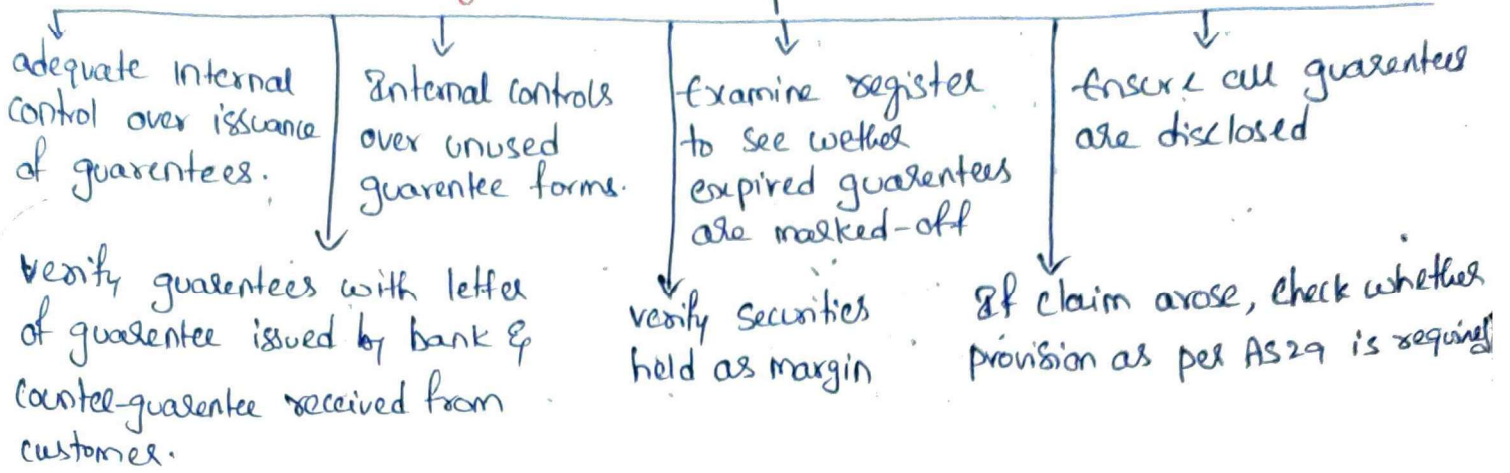 adequate internal
control over issuance
of guarentees.
Internal controls
over unused
guarentee forms.
Examine register
to see wether
expired guarentees
are marked-off
Ensure all guarentees
are disclosed
verify guarentees with letter
of guarentee issued by bank &
Counter-guarentee received from
customer.
verify securities
held as margin
If claim arose, check whether
provision as per AS29 is required